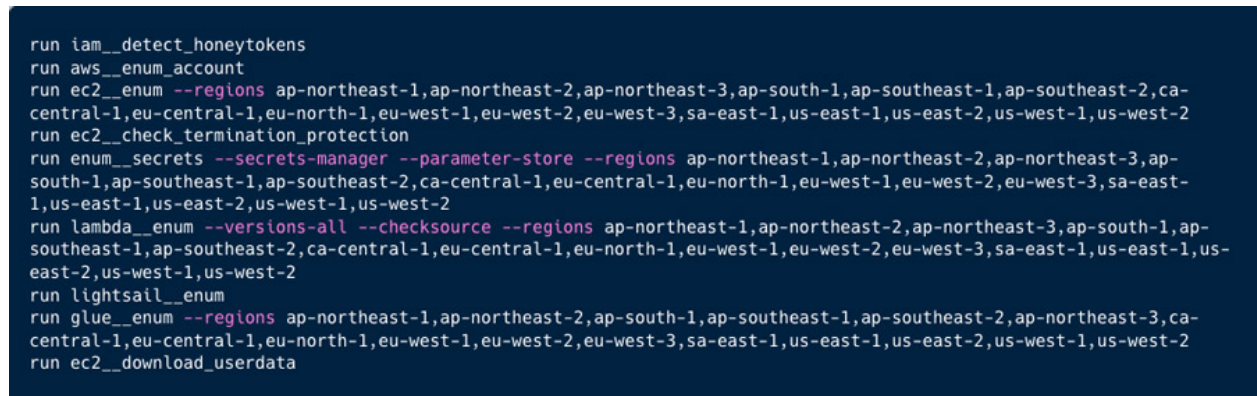 run iam__detect_honeytokens
run aws__enum_account
run ec2__enum --regions ap-northeast-1,ap-northeast-2,ap-northeast-3,ap-south-1,ap-southeast-1,ap-southeast-2,ca-
central-1,eu-central-1,eu-north-1,eu-west-1,eu-west-2,eu-west-3,sa-east-1,us-east-1,us-east-2,us-west-1,us-west-2
run ec2__check_termination_protection
run enum__secrets --secrets-manager --parameter-store --regions ap-northeast-1,ap-northeast-2,ap-northeast-3,ap-
south-1,ap-southeast-1,ap-southeast-2,ca-central-1,eu-central-1,eu-north-1,eu-west-1,eu-west-2,eu-west-3,sa-east-
1,us-east-1,us-east-2,us-west-1,us-west-2
run lambda__enum --versions-all --checksource --regions ap-northeast-1,ap-northeast-2,ap-northeast-3,ap-south-1,ap-
southeast-1,ap-southeast-2,ca-central-1,eu-central-1,eu-north-1,eu-west-1,eu-west-2,eu-west-3,sa-east-1,us-east-1,us-
east-2,us-west-1,us-west-2
run lightsail__enum
run glue__enum --regions ap-northeast-1,ap-northeast-2,ap-south-1,ap-southeast-1,ap-southeast-2,ap-northeast-3,ca-
central-1,eu-central-1,eu-north-1,eu-west-1,eu-west-2,eu-west-3,sa-east-1,us-east-1,us-east-2,us-west-1,us-west-2
run ec2__download_userdata